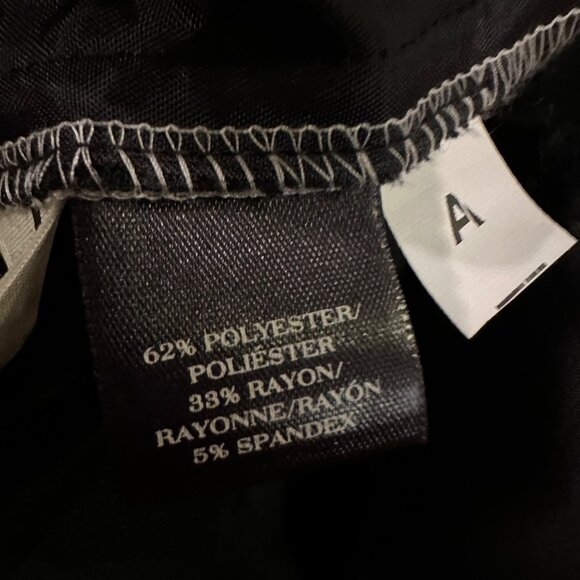 62% POLYESTER/
POLIÉSTER
33% RAYON/
RAYONNE/RAYÓN
5% SPANDEX
A